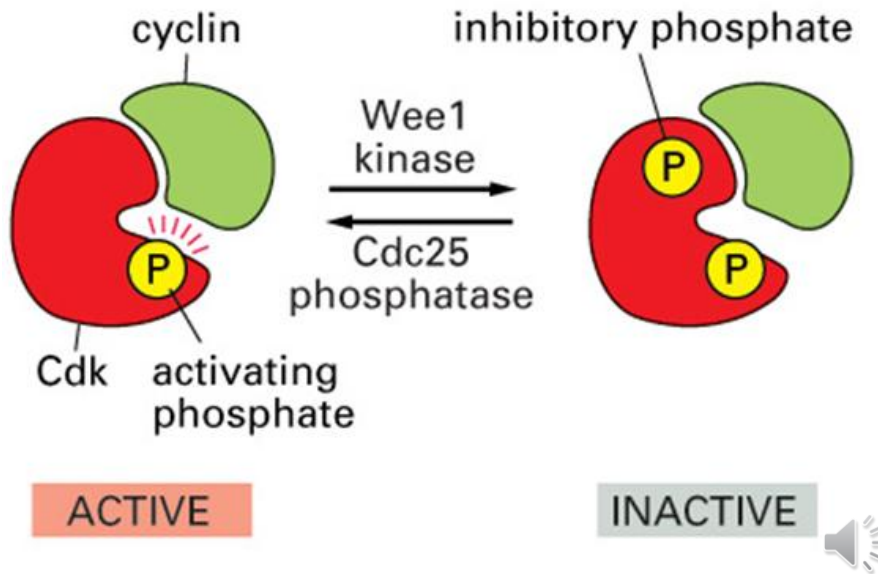 cyclin
inhibitory phosphate
Wee1
kinase
P
Cdc25
phosphatase
P
P
Cdk
activating
phosphate
ACTIVE
INACTIVE